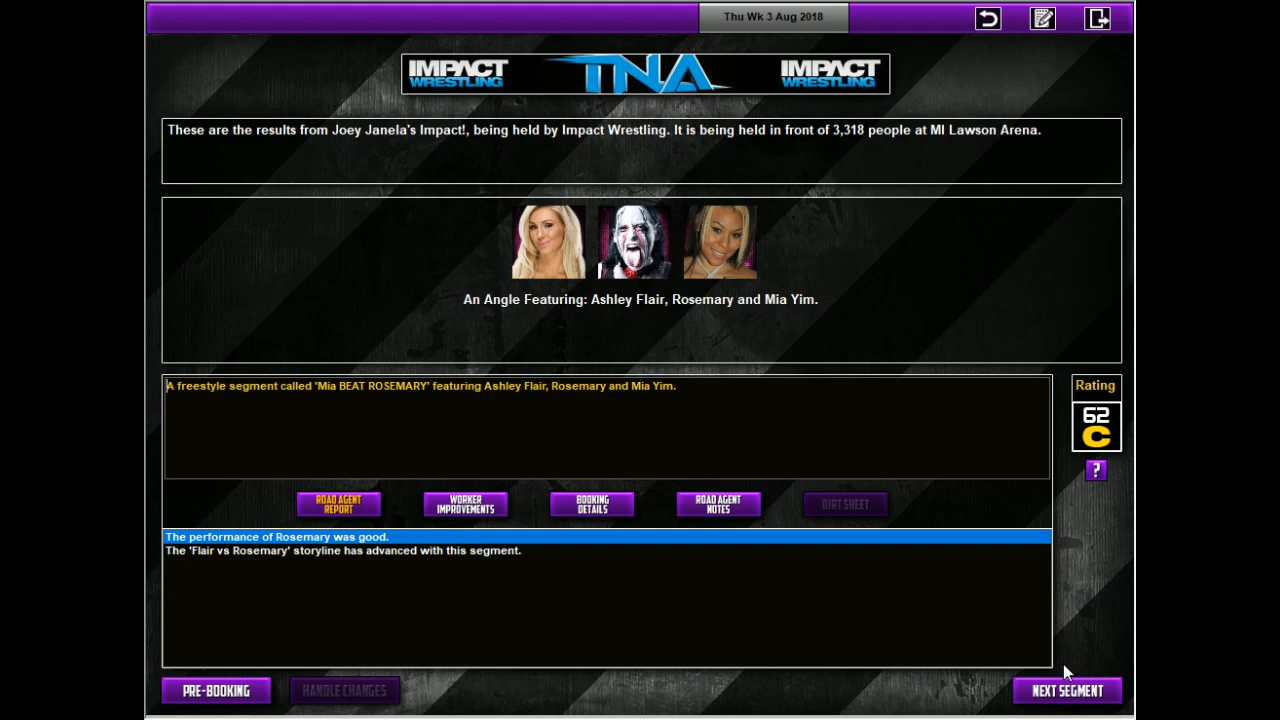 Thu Wk 3 Aug 2018
IMPACT WRESTLING TNA IMPACT WRESTLING
These are the results from Joey Janela's Impact!, being held by Impact Wrestling. It is being held in front of 3,318 people at MI Lawson Arena.
An Angle Featuring: Ashley Flair, Rosemary and Mia Yim.
A freestyle segment called 'Mia BEAT ROSEMARY' featuring Ashley Flair, Rosemary and Mia Yim.
Rating
62
C
?
ROAD AGENT REPORT
WORKER IMPROVEMENTS
BOOKING DETAILS
ROAD AGENT NOTES
DIRT SHEET
The performance of Rosemary was good.
The 'Flair vs Rosemary' storyline has advanced with this segment.
PRE-BOOKING
HANDLE CHANGES
NEXT SEGMENT